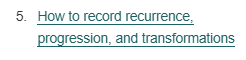 5. How to record recurrence,
progression, and transformations